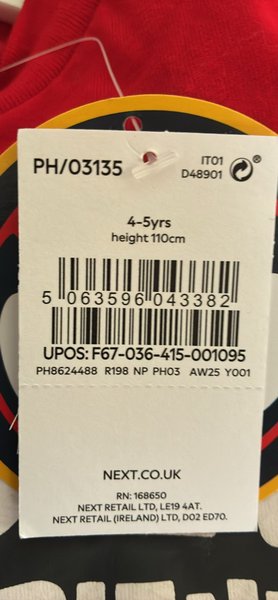 PH/03135
IT01
D48901
®
4-5yrs
height 110cm
5 063596 043382
UPOS: F67-036-415-001095
PH8624488 R198 NP PH03 AW25 Y001
NEXT.CO.UK
RN: 168650
NEXT RETAIL LTD, LE19 4AT.
NEXT RETAIL (IRELAND) LTD, D02 ED70.